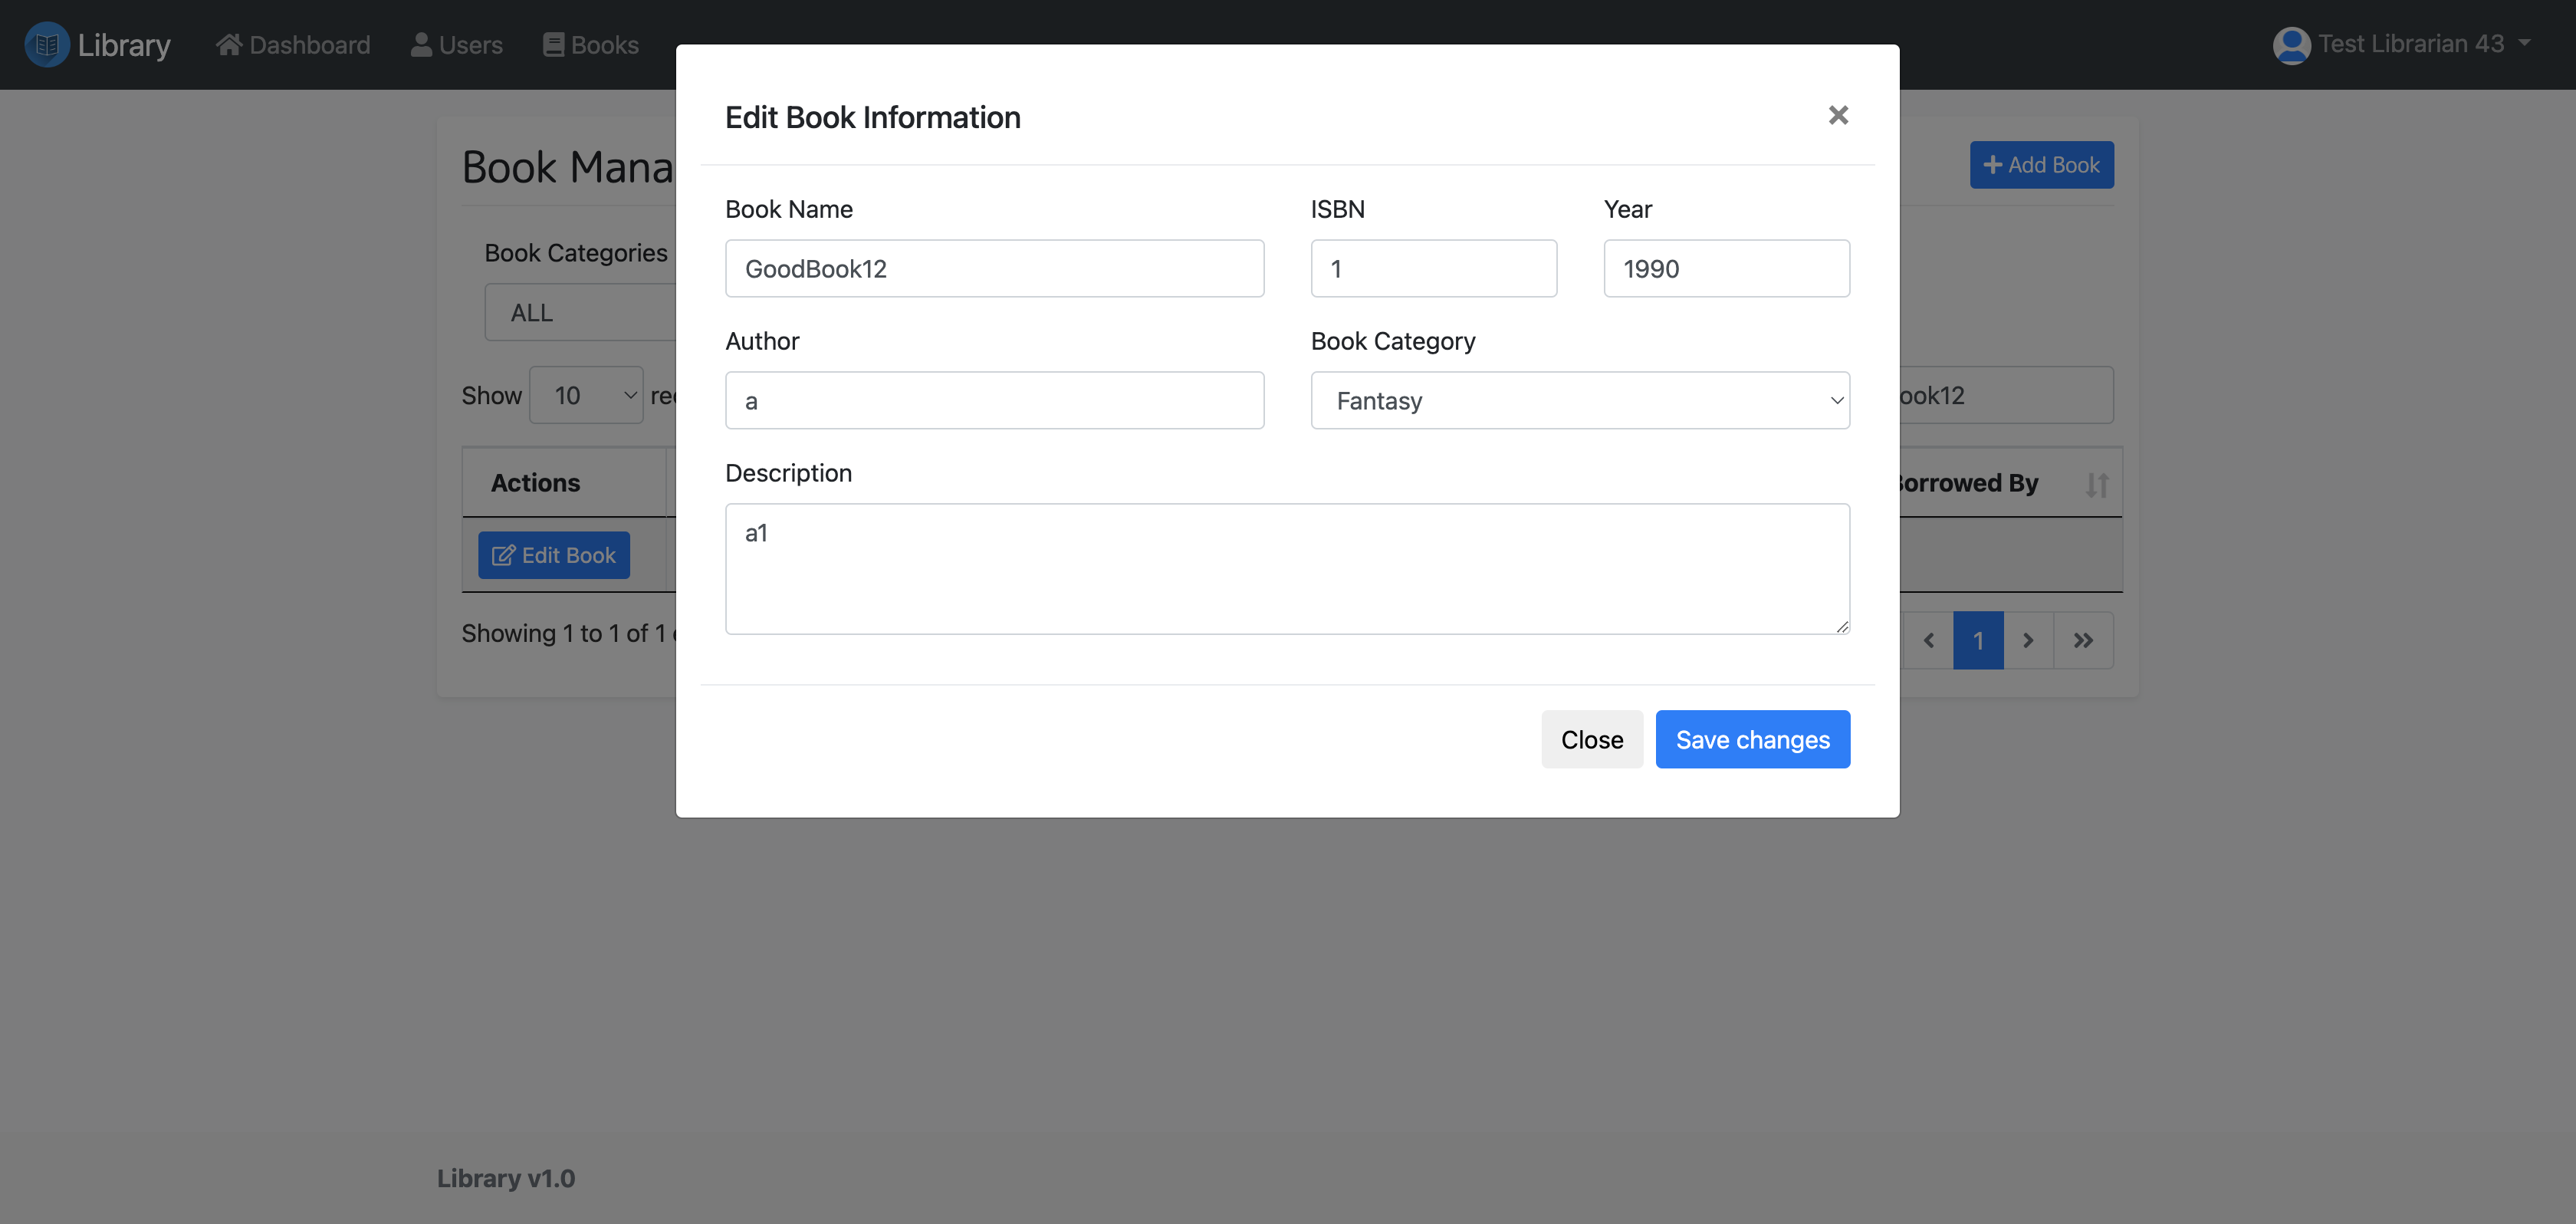 Library Dashboard Users Books Test Librarian 43
Edit Book Information
Book Mana
Add Book
Book Name ISBN Year
Book Categories
GoodBook12 1 1990
ALL
Author Book Category
Show 10 ook12
a Fantasy
Description
Actions Borrowed By
a1
Edit Book
Showing 1 to 1 of 1
1
Close Save changes
Library v1.0